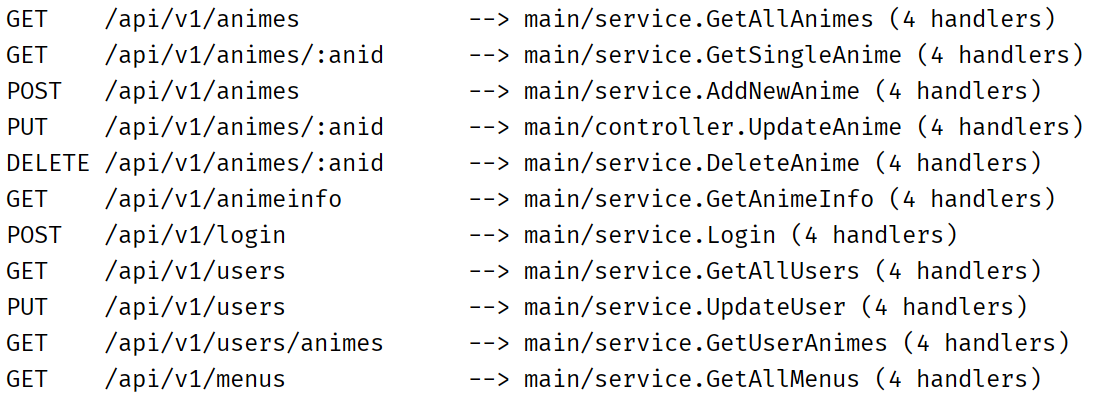 GET    /api/v1/animes            --> main/service.GetAllAnimes (4 handlers)
GET    /api/v1/animes/:anid      --> main/service.GetSingleAnime (4 handlers)
POST   /api/v1/animes            --> main/service.AddNewAnime (4 handlers)
PUT    /api/v1/animes/:anid      --> main/controller.UpdateAnime (4 handlers)
DELETE /api/v1/animes/:anid      --> main/service.DeleteAnime (4 handlers)
GET    /api/v1/animeinfo         --> main/service.GetAnimeInfo (4 handlers)
POST   /api/v1/login             --> main/service.Login (4 handlers)
GET    /api/v1/users             --> main/service.GetAllUsers (4 handlers)
PUT    /api/v1/users             --> main/service.UpdateUser (4 handlers)
GET    /api/v1/users/animes      --> main/service.GetUserAnimes (4 handlers)
GET    /api/v1/menus             --> main/service.GetAllMenus (4 handlers)